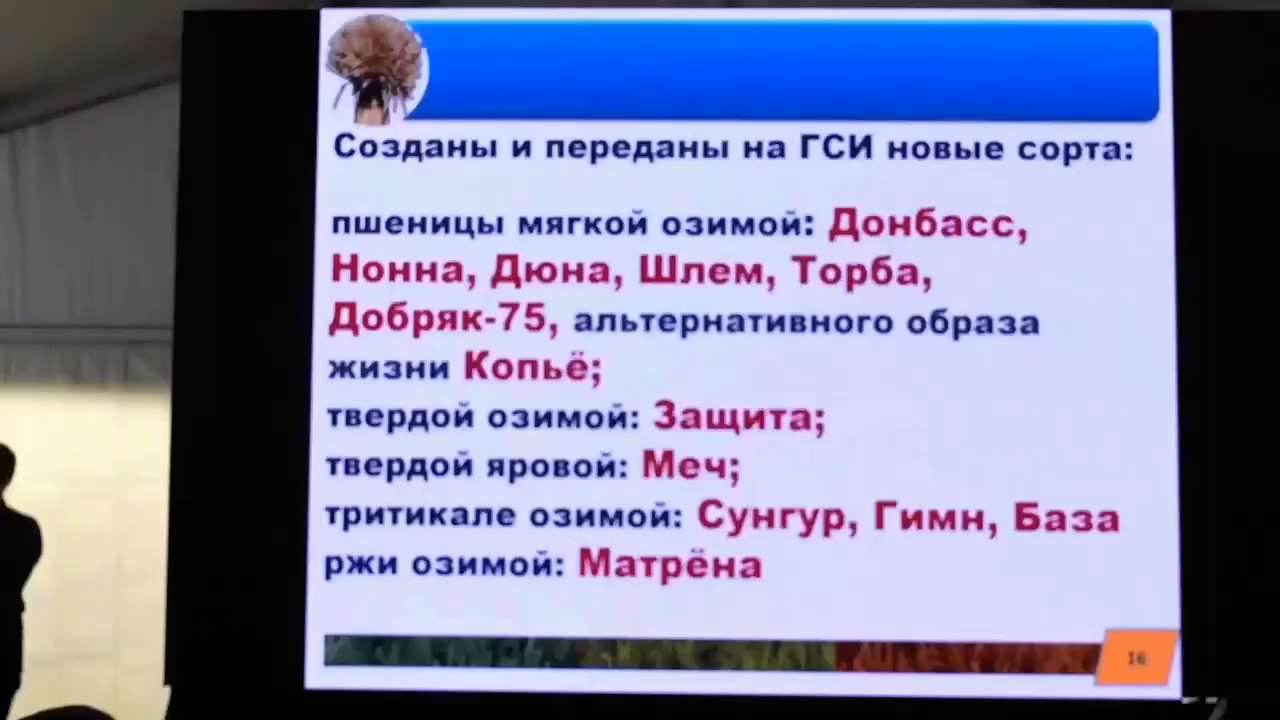 Созданы и переданы на ГСИ новые сорта:
пшеницы мягкой озимой: Донбасс,
Нонна, Дюна, Шлем, Торба,
Добряк-75, альтернативного образа
жизни Копьё;
твердой озимой: Защита;
твердой яровой: Меч;
тритикале озимой: Сунгур, Гимн, База
ржи озимой: Матрёна
16